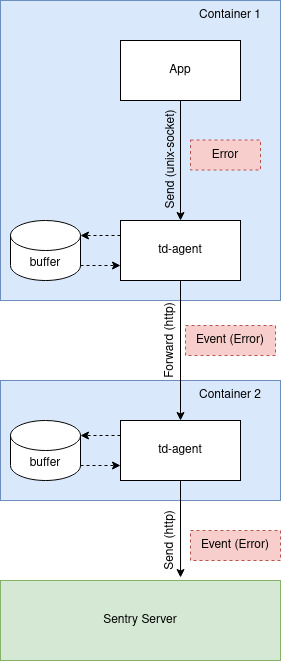 Container 1
App
Send (unix-socket)
Error
buffer
td-agent
Forward (http)
Event (Error)
Container 2
buffer
td-agent
Send (http)
Event (Error)
Sentry Server